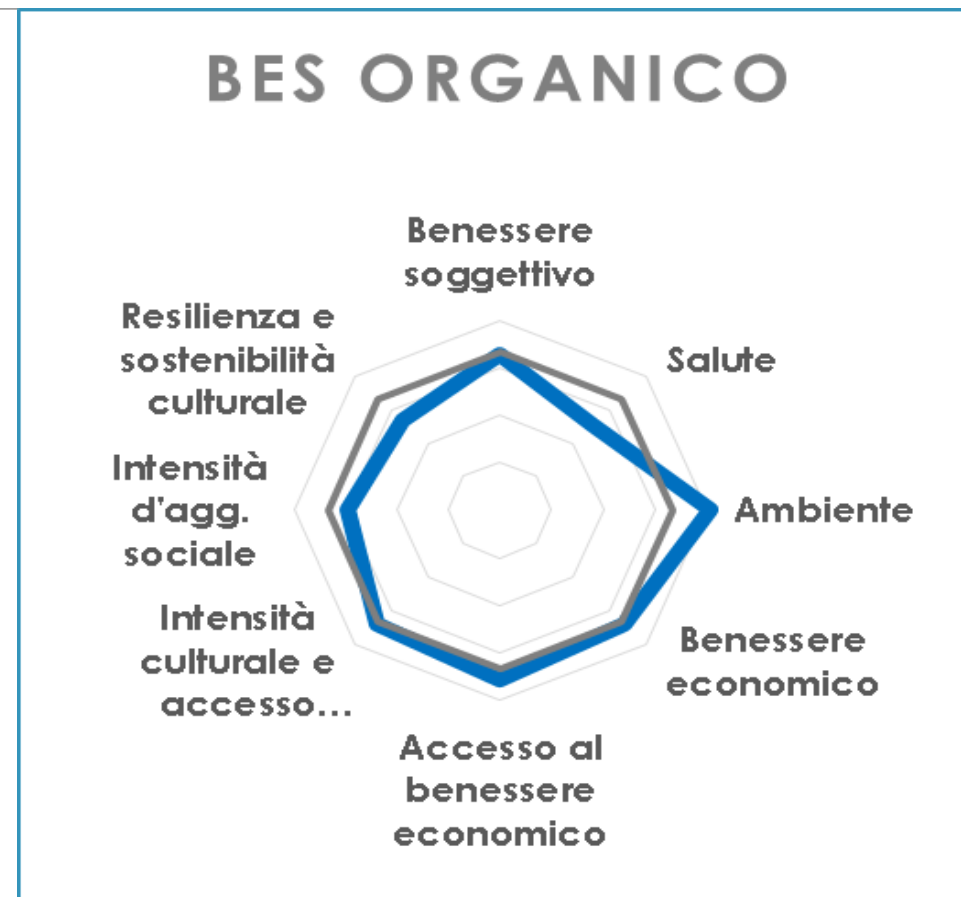 BES ORGANICO
Benessere
soggettivo
Salute
Ambiente
Benessere
economico
Accesso al
benessere
economico
Intensità
culturale e
accesso…
Intensità
d'agg.
sociale
Resilienza e
sostenibilità
culturale